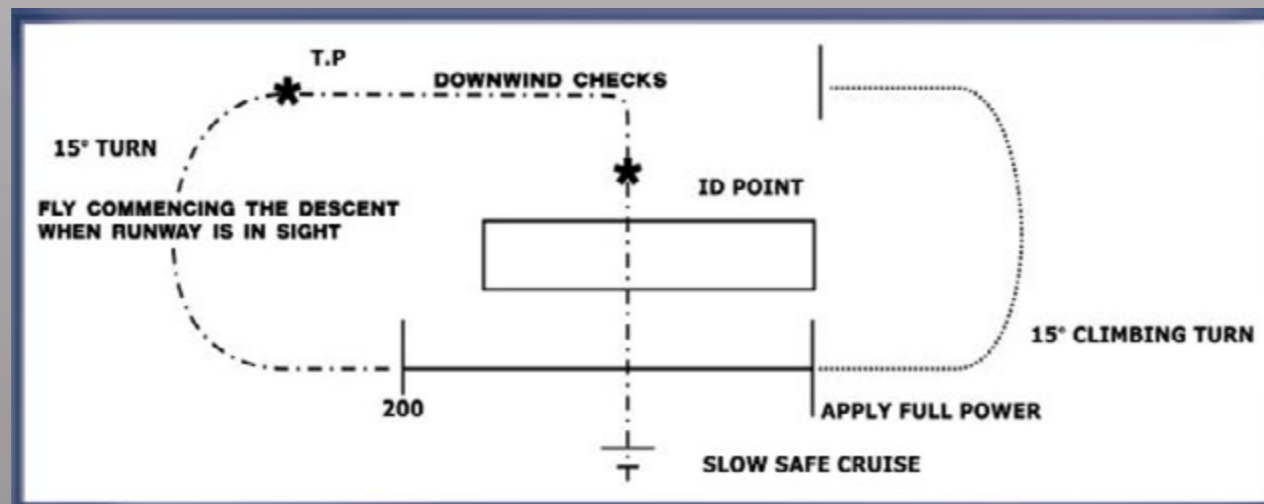 T.P
DOWNWIND CHECKS
15° TURN
ID POINT
FLY COMMENCING THE DESCENT
WHEN RUNWAY IS IN SIGHT
15° CLIMBING TURN
200
APPLY FULL POWER
SLOW SAFE CRUISE